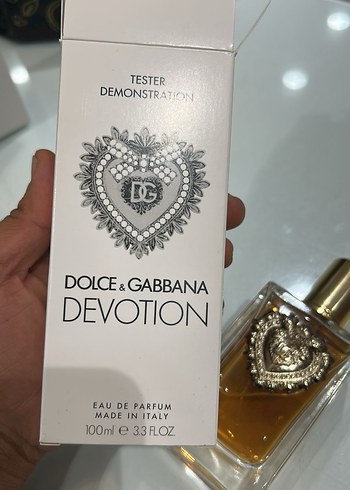 TESTER
DEMONSTRATION
DG
DOLCE & GABBANA
DEVOTION
EAU DE PARFUM
MADE IN ITALY
100ml ℮ 3.3 FL.OZ.